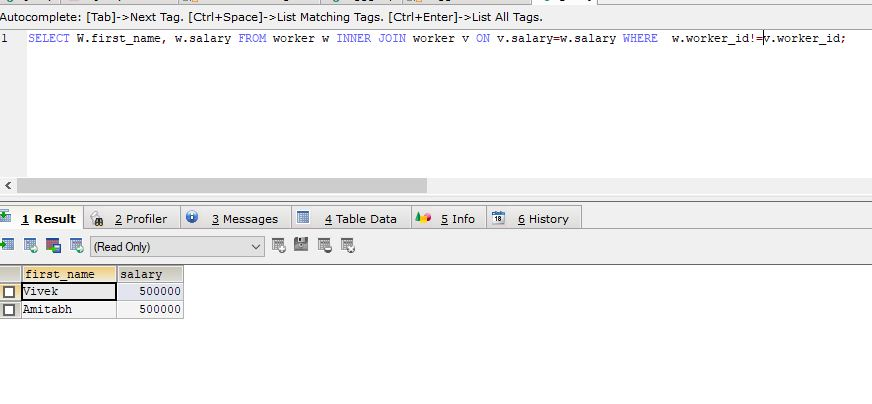 Autocomplete: [Tab]->Next Tag. [Ctrl+Space]->List Matching Tags. [Ctrl+Enter]->List All Tags.
1 SELECT W.first_name, w.salary FROM worker w INNER JOIN worker v ON v.salary=w.salary WHERE w.worker_id!=v.worker_id;
1 Result 2 Profiler 3 Messages 4 Table Data 5 Info 18 6 History
(Read Only)
first_name salary
Vivek 500000
Amitabh 500000